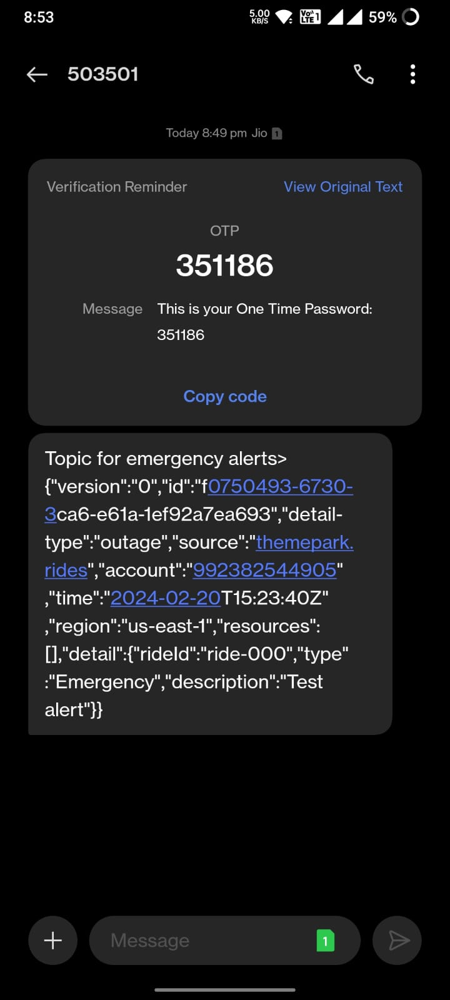 8:53
5.00 KB/S
Vo LTE 1
59%
503501
Today 8:49 pm Jio 1
Verification Reminder View Original Text
OTP
351186
Message This is your One Time Password:
351186
Copy code
Topic for emergency alerts>
{"version":"0","id":"f0750493-6730-
3ca6-e61a-1ef92a7ea693","detail-
type":"outage","source":"themepark.
rides","account":"992382544905"
,"time":"2024-02-20T15:23:40Z"
,"region":"us-east-1","resources":
[],"detail":{"rideId":"ride-000","type"
:"Emergency","description":"Test
alert"}}
Message 1